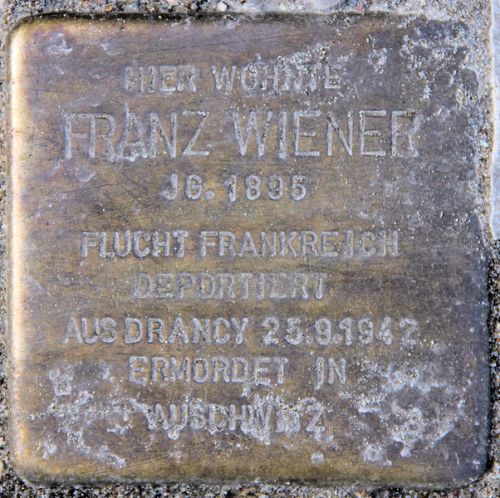 HIER WOHNTE
FRANZ WIENER
JG. 1895
FLUCHT FRANKREICH
DEPORTIERT
AUS DRANCY 25.9.1942
ERMORDET IN
AUSCHWITZ